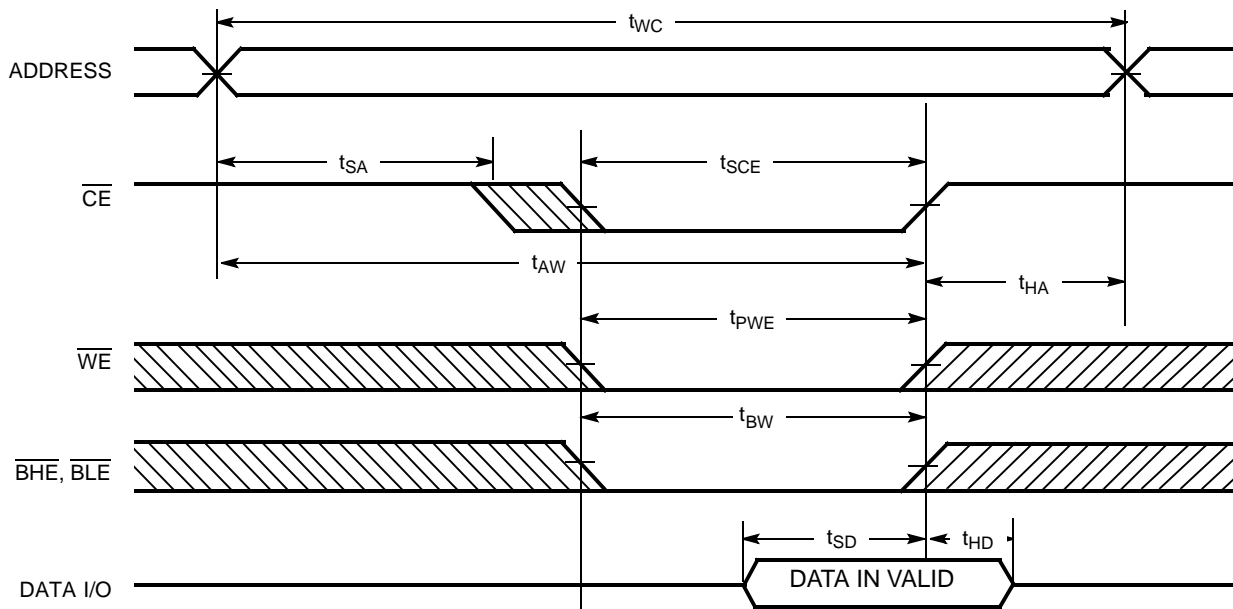 tWC
ADDRESS
tSA
tSCE
CE
tAW
tHA
tPWE
WE
tBW
BHE, BLE
tSD
tHD
DATA IN VALID
DATA I/O